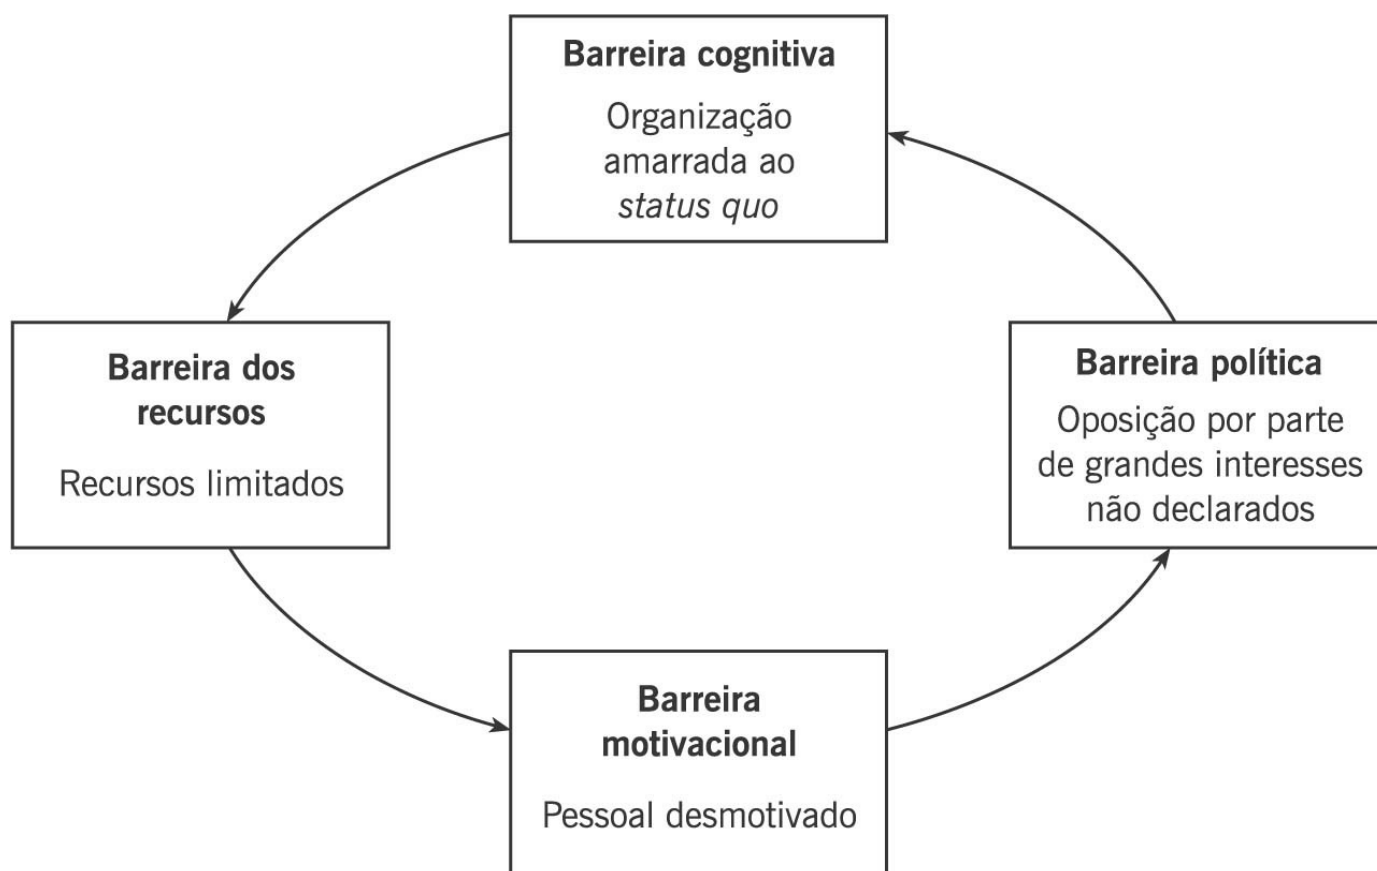 Barreira cognitiva
Organização
amarrada ao
status quo
Barreira dos
recursos
Recursos limitados
Barreira política
Oposição por parte
de grandes interesses
não declarados
Barreira
motivacional
Pessoal desmotivado